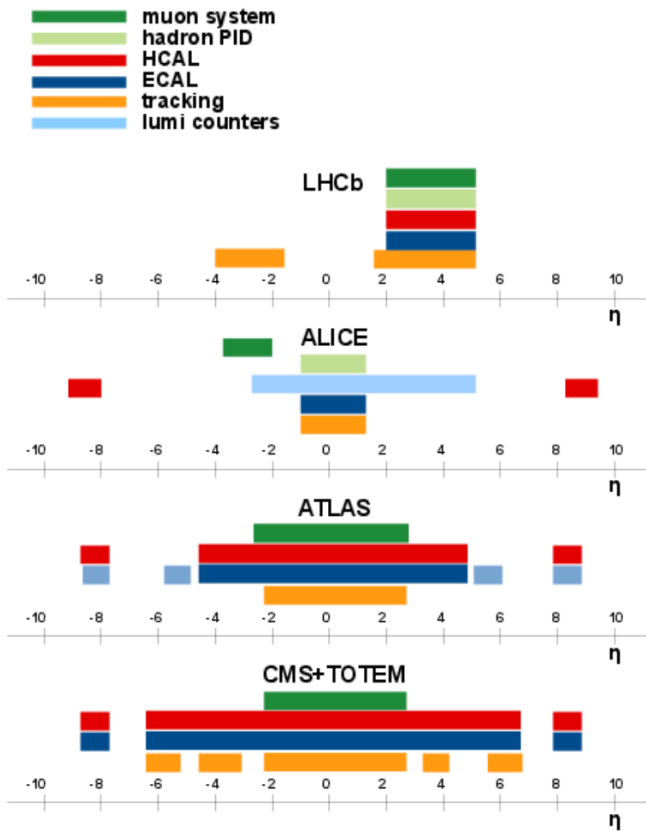 muon system
hadron PID
HCAL
ECAL
tracking
lumi counters
LHCb
-10 -8 -6 -4 -2 0 2 4 6 8 10
η
ALICE
-10 -8 -6 -4 -2 0 2 4 6 8 10
η
ATLAS
-10 -8 -6 -4 -2 0 2 4 6 8 10
η
CMS+TOTEM
-10 -8 -6 -4 -2 0 2 4 6 8 10
η